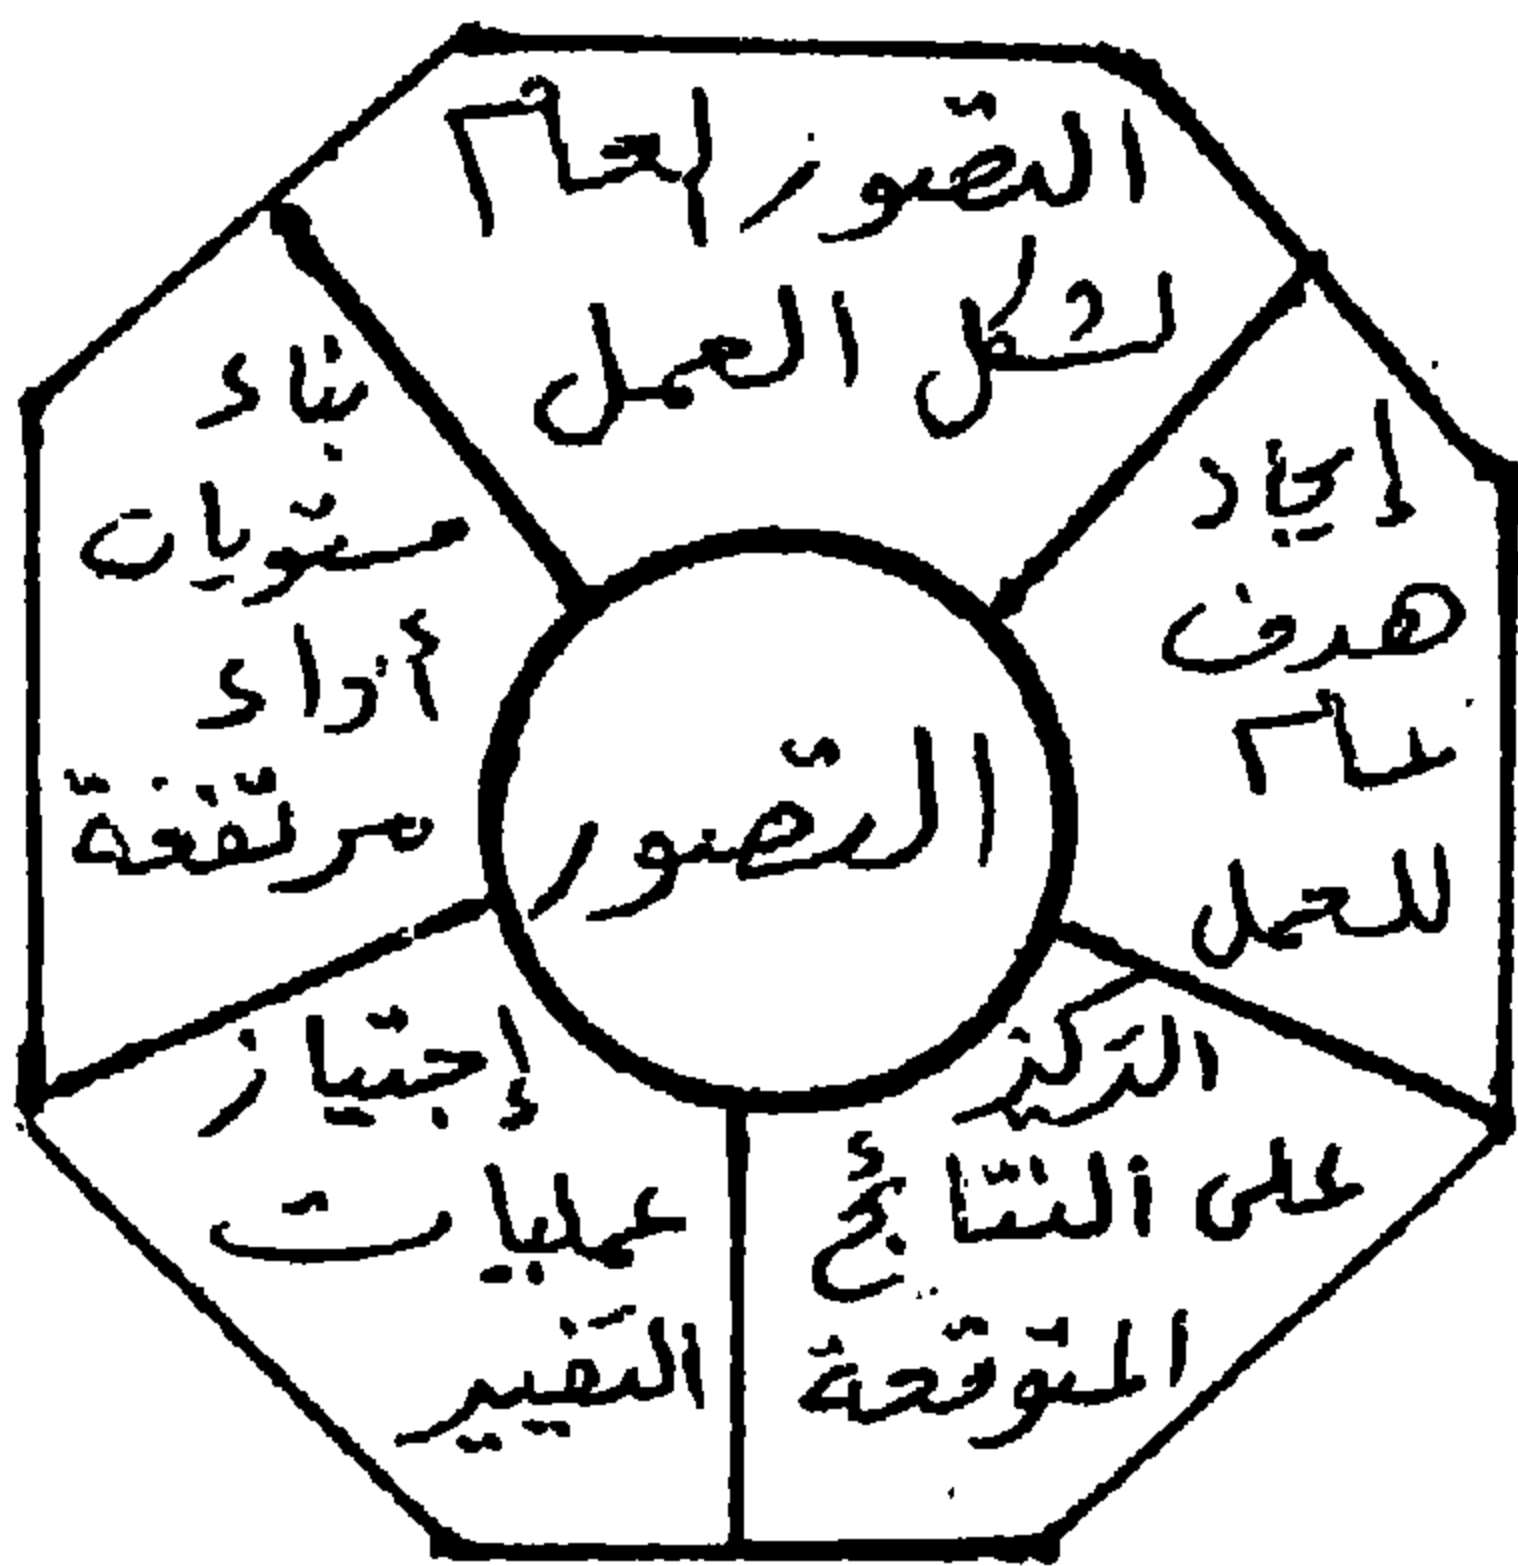 التصور العام
لشكل العمل
إيجاد
هدف
عام
للعمل
التركيز
على النتائج
المتوقعة
إجتياز
عمليات
التغيير
بناء
مستويات
أداء
مرتفعة
التصور